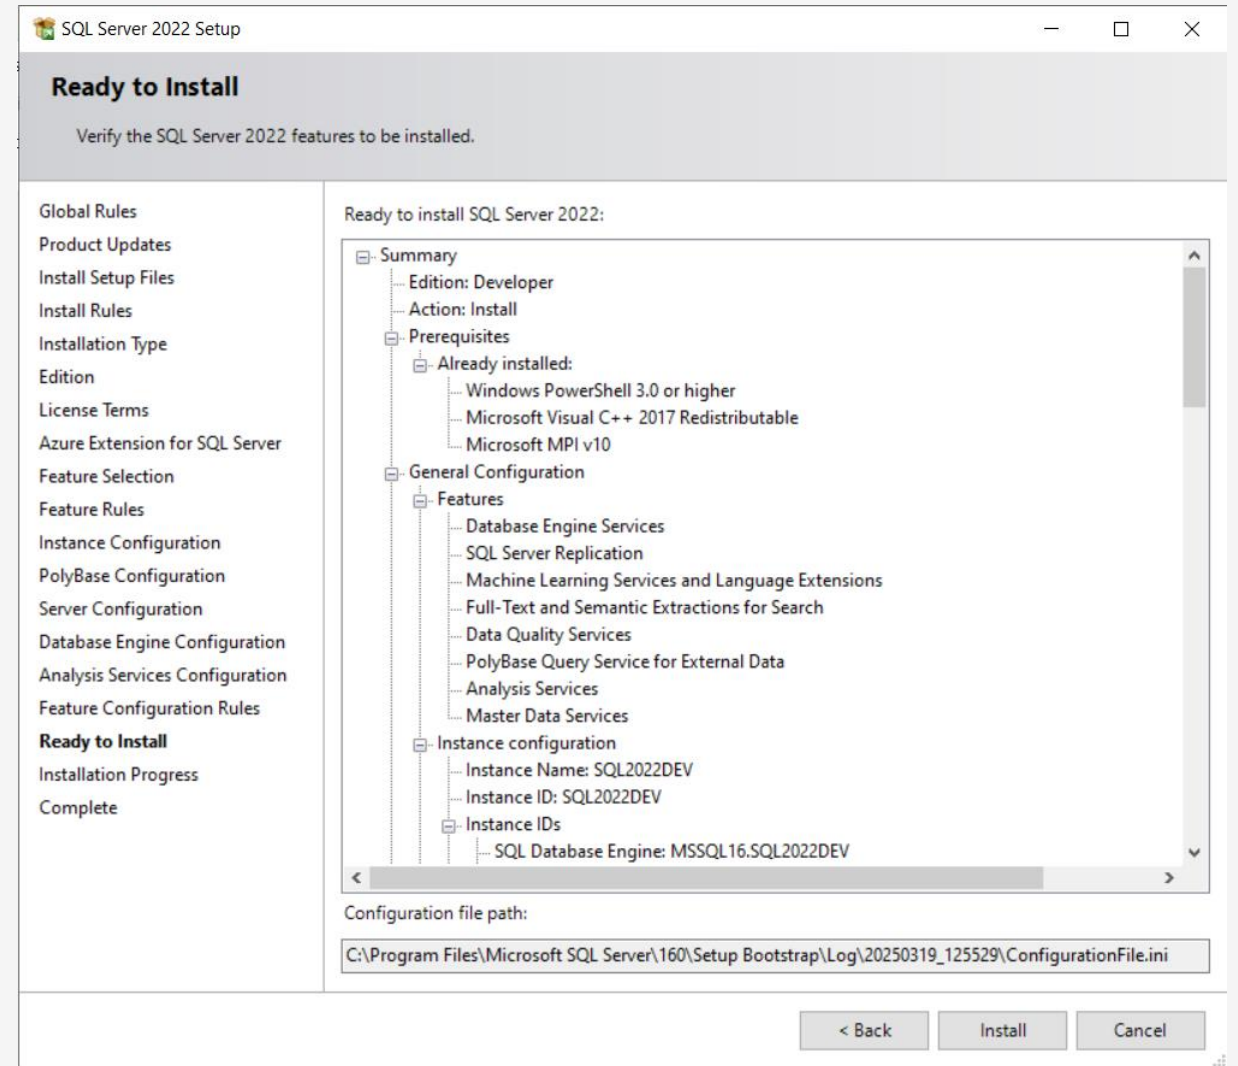 SQL Server 2022 Setup
Ready to Install
Verify the SQL Server 2022 features to be installed.
Global Rules
Product Updates
Install Setup Files
Install Rules
Installation Type
Edition
License Terms
Azure Extension for SQL Server
Feature Selection
Feature Rules
Instance Configuration
PolyBase Configuration
Server Configuration
Database Engine Configuration
Analysis Services Configuration
Feature Configuration Rules
Ready to Install
Installation Progress
Complete
Ready to install SQL Server 2022:
Summary
Edition: Developer
Action: Install
Prerequisites
Already installed:
Windows PowerShell 3.0 or higher
Microsoft Visual C++ 2017 Redistributable
Microsoft MPI v10
General Configuration
Features
Database Engine Services
SQL Server Replication
Machine Learning Services and Language Extensions
Full-Text and Semantic Extractions for Search
Data Quality Services
PolyBase Query Service for External Data
Analysis Services
Master Data Services
Instance configuration
Instance Name: SQL2022DEV
Instance ID: SQL2022DEV
Instance IDs
SQL Database Engine: MSSQL16.SQL2022DEV
Configuration file path:
C:\Program Files\Microsoft SQL Server\160\Setup Bootstrap\Log\20250319_125529\ConfigurationFile.ini
< Back
Install
Cancel